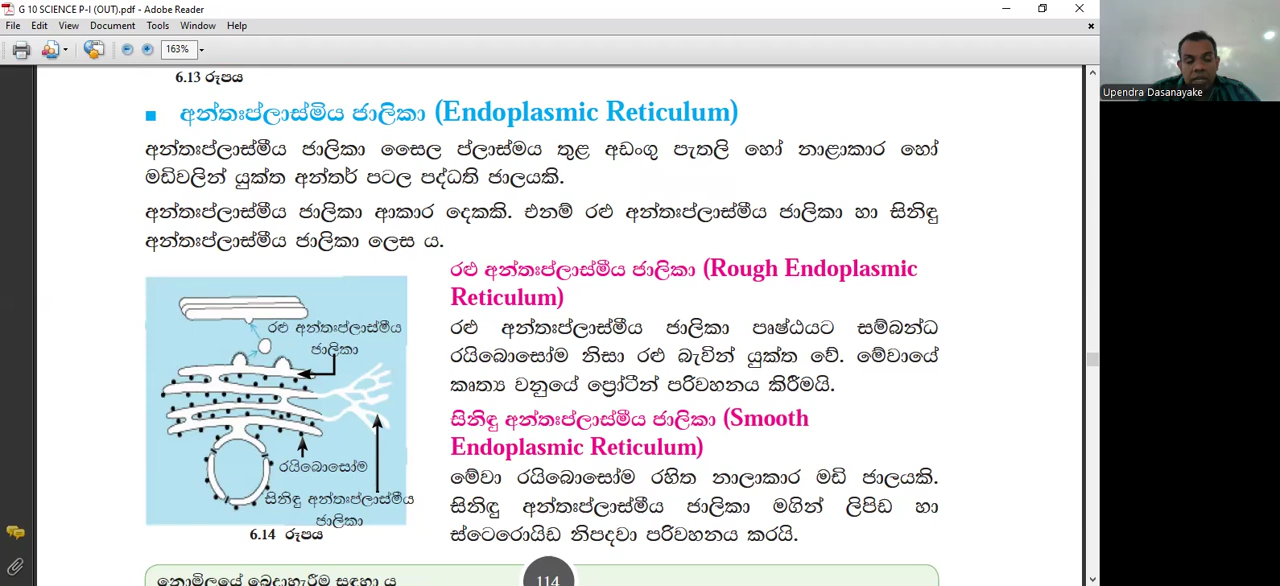 G 10 SCIENCE P-I (OUT).pdf - Adobe Reader
File Edit View Document Tools Window Help
163%
Upendra Dasanayake
6.13 රූපය
අන්තඃප්ලාස්මිය ජාලිකා (Endoplasmic Reticulum)
අන්තඃප්ලාස්මීය ජාලිකා සෛල ප්ලාස්මය තුළ අඩංගු පැතලි හෝ නාළාකාර හෝ
මඩිවලින් යුක්ත අන්තර් පටල පද්ධති ජාලයකි.
අන්තඃප්ලාස්මීය ජාලිකා ආකාර දෙකකි. එනම් රළු අන්තඃප්ලාස්මීය ජාලිකා හා සිනිඳු
අන්තඃප්ලාස්මීය ජාලිකා ලෙස ය.
රළු අන්තඃප්ලාස්මීය
ජාලිකා
රයිබොසෝම
සිනිඳු අන්තඃප්ලාස්මීය
ජාලිකා
6.14 රූපය
රළු අන්තඃප්ලාස්මීය ජාලිකා (Rough Endoplasmic
Reticulum)
රළු අන්තඃප්ලාස්මීය ජාලිකා පෘෂ්ඨයට සම්බන්ධ
රයිබොසෝම නිසා රළු බැවින් යුක්ත වේ. මේවායේ
කෘත්‍ය වනුයේ ප්‍රෝටීන් පරිවහනය කිරීමයි.
සිනිඳු අන්තඃප්ලාස්මීය ජාලිකා (Smooth
Endoplasmic Reticulum)
මේවා රයිබොසෝම රහිත නාලාකාර මඩි ජාලයකි.
සිනිඳු අන්තඃප්ලාස්මීය ජාලිකා මගින් ලිපිඩ හා
ස්ටෙරොයිඩ නිපදවා පරිවහනය කරයි.
නොමිලයේ බෙදාහැරීම සඳහා ය
114